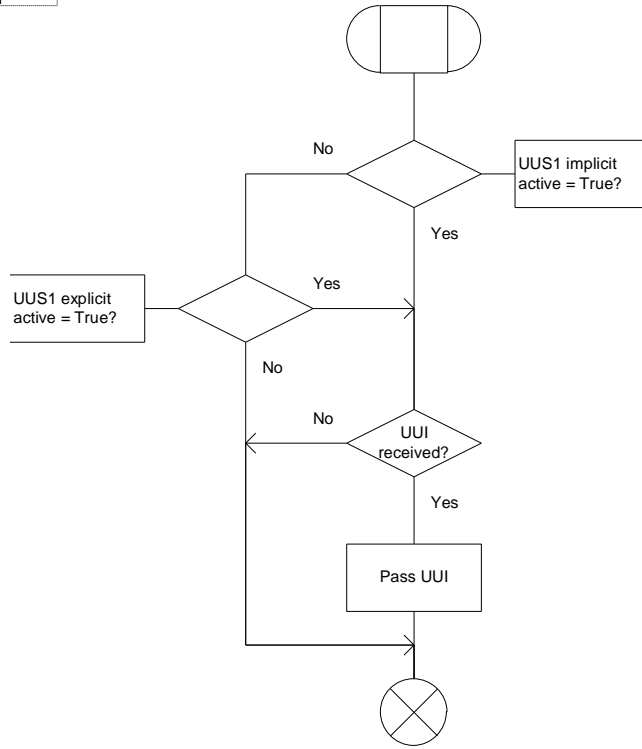 No
UUS1 implicit
active = True?
Yes
UUS1 explicit
active = True?
Yes
No
No
UUI
received?
Yes
Pass UUI